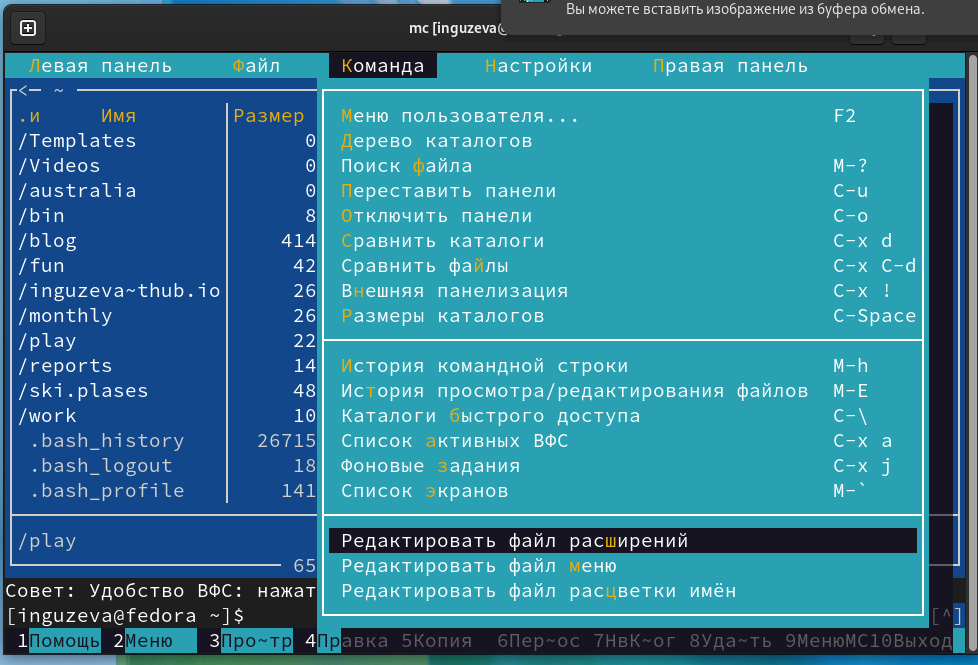 Вы можете вставить изображение из буфера обмена.
mc [inguzeva@
Левая панель Файл Команда Настройки Правая панель
<— ~
.и Имя Размер
/Templates 0
/Videos 0
/australia 0
/bin 8
/blog 414
/fun 42
/inguzeva~thub.io 26
/monthly 26
/play 22
/reports 14
/ski.plases 48
/work 10
.bash_history 26715
.bash_logout 18
.bash_profile 141
/play
65
Меню пользователя... F2
Дерево каталогов
Поиск файла M-?
Переставить панели C-u
Отключить панели C-o
Сравнить каталоги C-x d
Сравнить файлы C-x C-d
Внешняя панелизация C-x !
Размеры каталогов C-Space
История командной строки M-h
История просмотра/редактирования файлов M-E
Каталоги быстрого доступа C-\
Список активных ВФС C-x a
Фоновые задания C-x j
Список экранов M-`
Редактировать файл расширений
Редактировать файл меню
Редактировать файл расцветки имён
Совет: Удобство ВФС: нажат
[inguzeva@fedora ~]$ [^]
1Помощь 2Меню 3Про~тр 4Правка 5Копия 6Пер~ос 7НвК~ог 8Уда~ть 9МенюMC10Выход